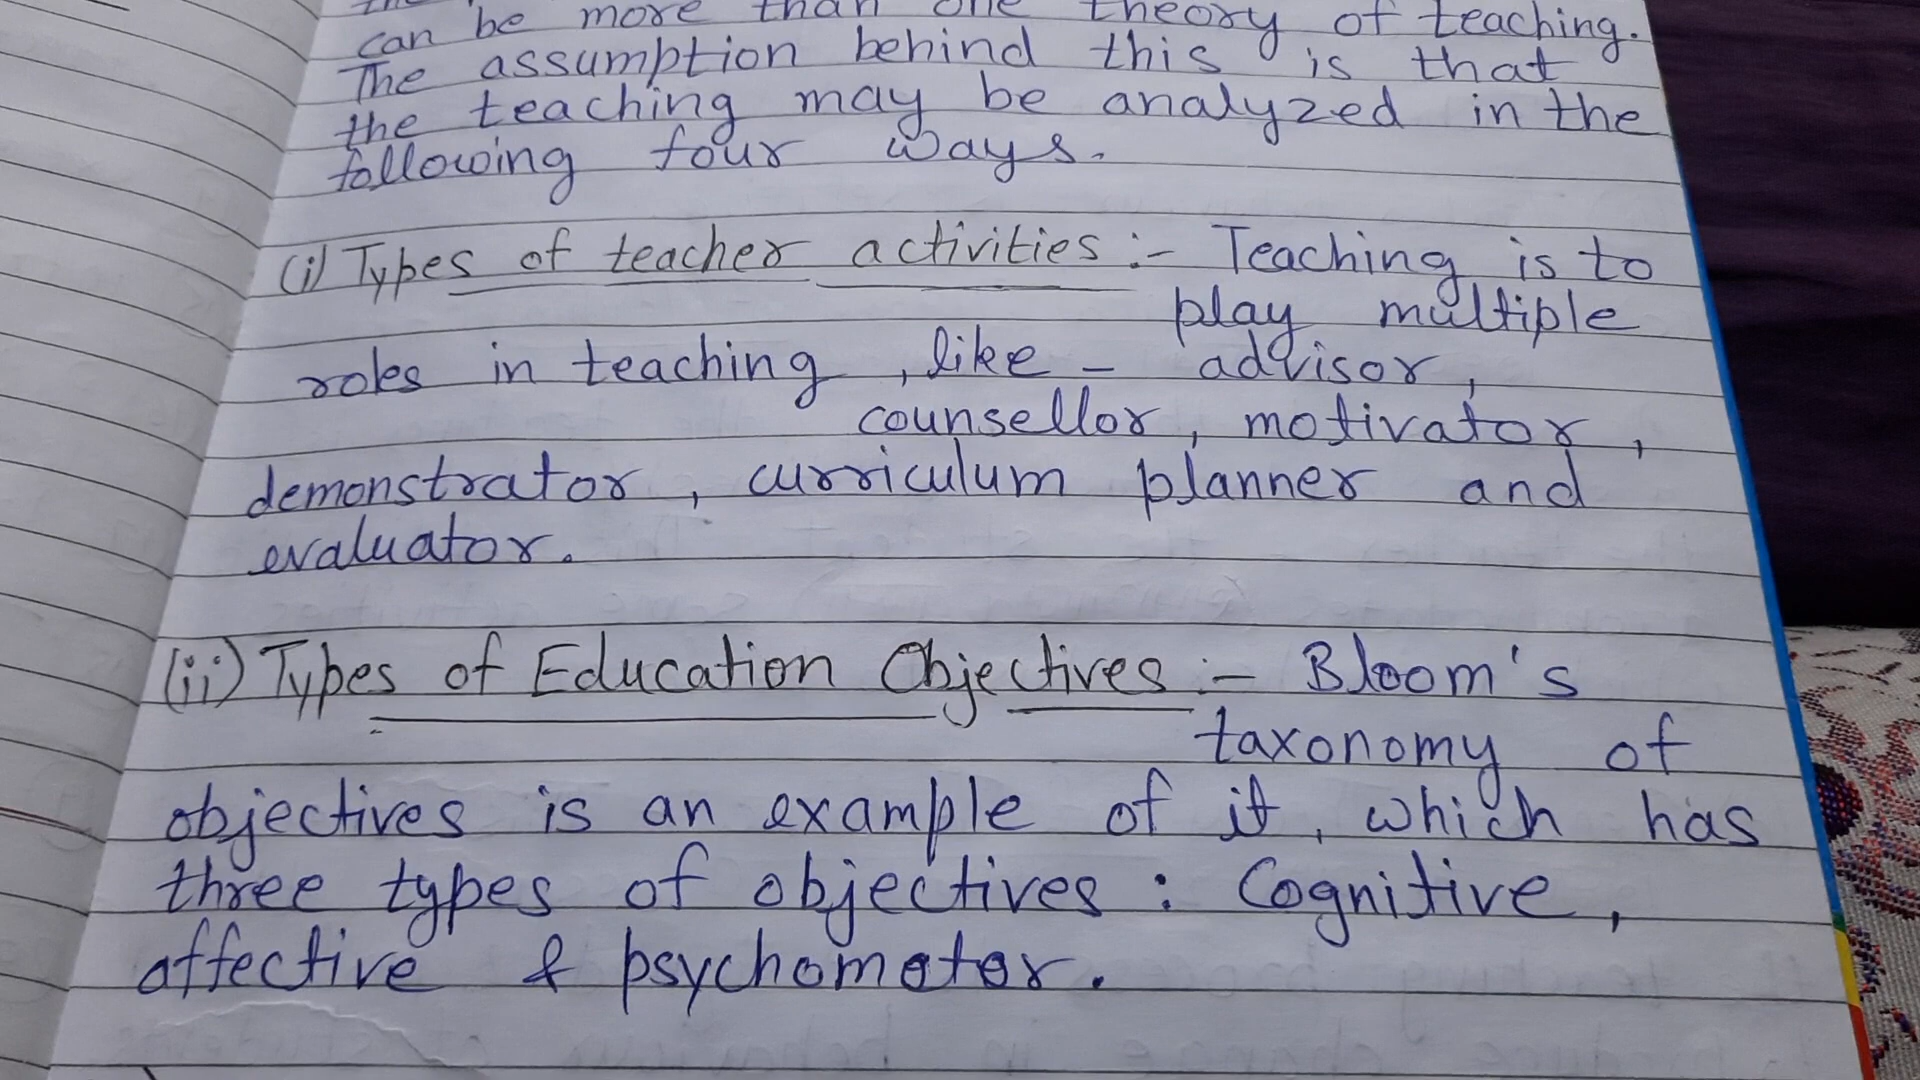 can be more than one theory of teaching.
The assumption behind this is that
the teaching may be analyzed in the
following four ways.
(i) Types of teacher activities :- Teaching is to
play multiple
roles in teaching , like - advisor,
counsellor, motivator,
demonstrator, curriculum planner and
evaluator.
(ii) Types of Education Objectives :- Bloom's
taxonomy of
objectives is an example of it, which has
three types of objectives : Cognitive,
affective & psychomotor.